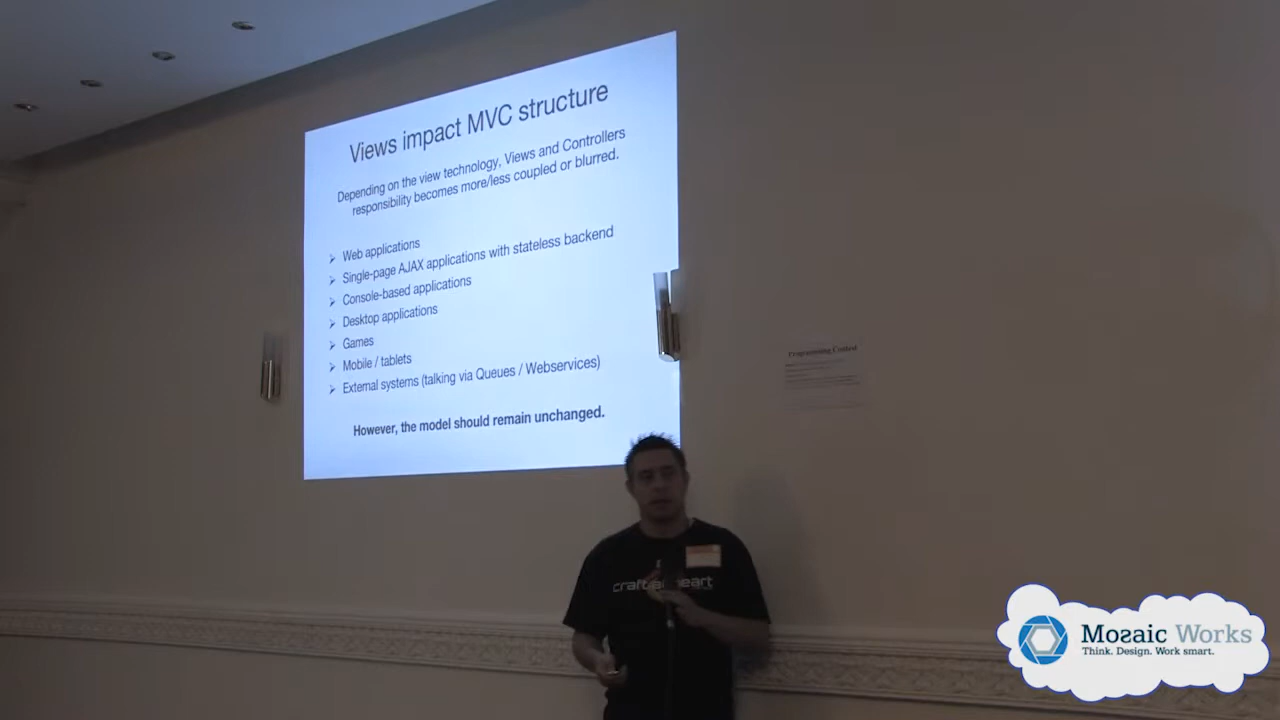 Views impact MVC structure
Depending on the view technology, Views and Controllers
responsibility becomes more/less coupled or blurred.
➢ Web applications
➢ Single-page AJAX applications with stateless backend
➢ Console-based applications
➢ Desktop applications
➢ Games
➢ Mobile / tablets
➢ External systems (talking via Queues / Webservices)
However, the model should remain unchanged.
Programming Contest
Mozaic Works
Think. Design. Work smart.